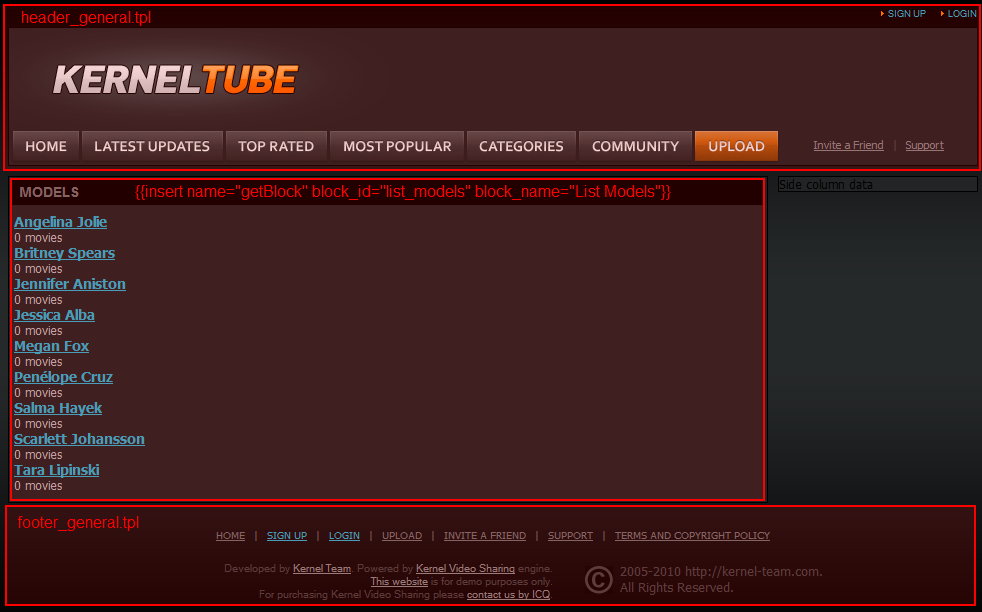 header_general.tpl
SIGN UP LOGIN
KERNELTUBE
HOME LATEST UPDATES TOP RATED MOST POPULAR CATEGORIES COMMUNITY UPLOAD Invite a Friend | Support
MODELS {{insert name="getBlock" block_id="list_models" block_name="List Models"}}
Side column data
Angelina Jolie
0 movies
Britney Spears
0 movies
Jennifer Aniston
0 movies
Jessica Alba
0 movies
Megan Fox
0 movies
Penélope Cruz
0 movies
Salma Hayek
0 movies
Scarlett Johansson
0 movies
Tara Lipinski
0 movies
footer_general.tpl
HOME | SIGN UP | LOGIN | UPLOAD | INVITE A FRIEND | SUPPORT | TERMS AND COPYRIGHT POLICY
Developed by Kernel Team. Powered by Kernel Video Sharing engine.
This website is for demo purposes only.
For purchasing Kernel Video Sharing please contact us by ICQ.
© 2005-2010 http://kernel-team.com.
All Rights Reserved.